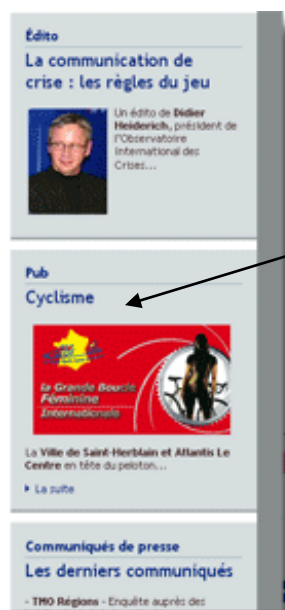 Édito
La communication de
crise : les règles du jeu
Un édito de Didier
Heiderich, président de
l'Observatoire
International des
Crises...
Pub
Cyclisme
la Grande Boucle
Féminine
Internationale
La Ville de Saint-Herblain et Atlantis Le
Centre en tête du peloton...
La suite
Communiqués de presse
Les derniers communiqués
- TMO Régions - Enquête auprès des